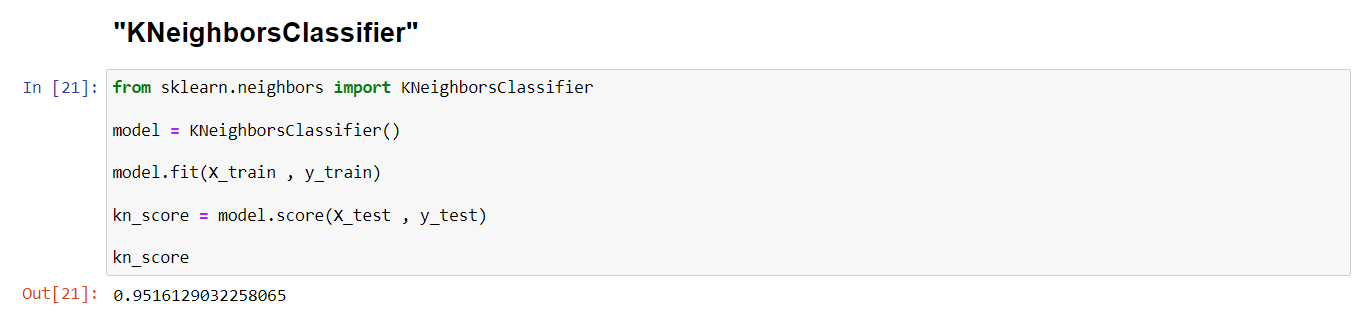 "KNeighborsClassifier"
In [21]: from sklearn.neighbors import KNeighborsClassifier
model = KNeighborsClassifier()
model.fit(X_train , y_train)
kn_score = model.score(X_test , y_test)
kn_score
Out[21]: 0.9516129032258065